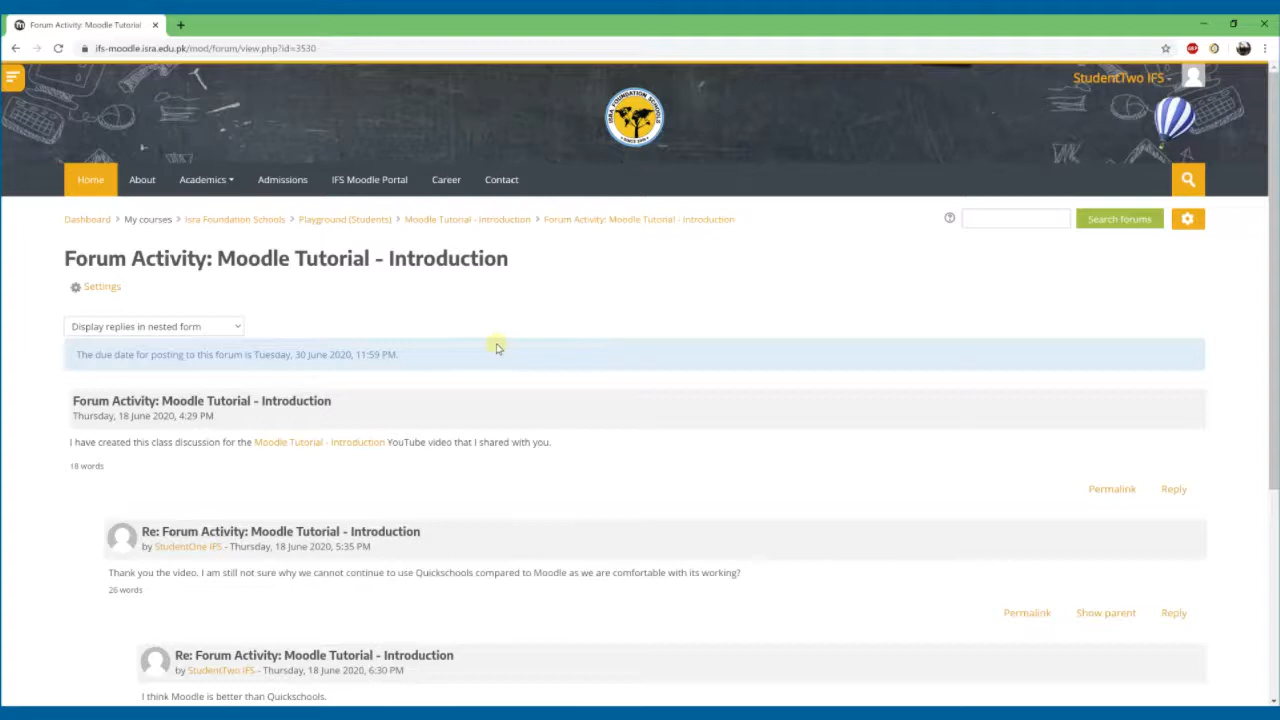 Forum Activity: Moodle Tutorial
ifs-moodle.isra.edu.pk/mod/forum/view.php?id=3530
StudentTwo IFS
ISRA FOUNDATION SCHOOLS
Home About Academics Admissions IFS Moodle Portal Career Contact
Dashboard > My courses > Isra Foundation Schools > Playground (Students) > Moodle Tutorial - Introduction > Forum Activity: Moodle Tutorial - Introduction
Search forums
Forum Activity: Moodle Tutorial - Introduction
Settings
Display replies in nested form
The due date for posting to this forum is Tuesday, 30 June 2020, 11:59 PM.
Forum Activity: Moodle Tutorial - Introduction
Thursday, 18 June 2020, 4:29 PM
I have created this class discussion for the Moodle Tutorial - Introduction YouTube video that I shared with you.
18 words
Permalink Reply
Re: Forum Activity: Moodle Tutorial - Introduction
by StudentOne IFS - Thursday, 18 June 2020, 5:35 PM
Thank you the video. I am still not sure why we cannot continue to use Quickschools compared to Moodle as we are comfortable with its working?
26 words
Permalink Show parent Reply
Re: Forum Activity: Moodle Tutorial - Introduction
by StudentTwo IFS - Thursday, 18 June 2020, 6:30 PM
I think Moodle is better than Quickschools.